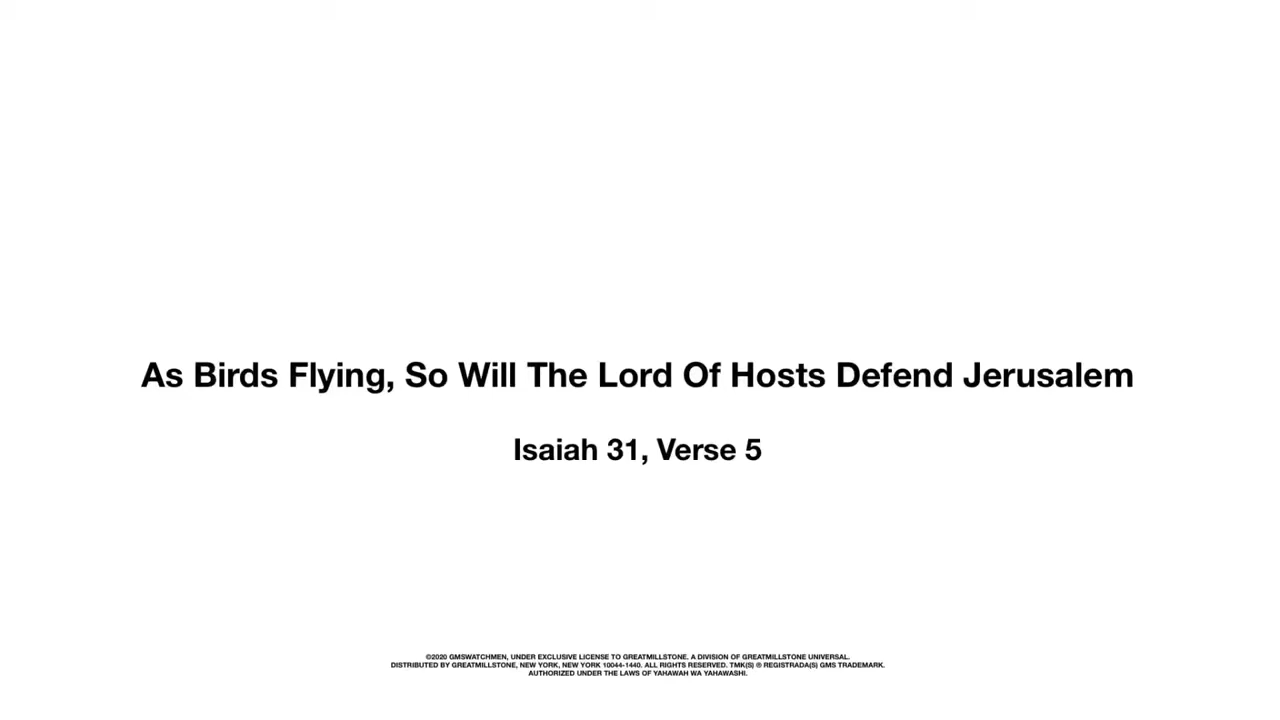 As Birds Flying, So Will The Lord Of Hosts Defend Jerusalem
Isaiah 31, Verse 5
©2020 GMSWATCHMEN, UNDER EXCLUSIVE LICENSE TO GREATMILLSTONE. A DIVISION OF GREATMILLSTONE UNIVERSAL.
DISTRIBUTED BY GREATMILLSTONE, NEW YORK, NEW YORK 10044-1440. ALL RIGHTS RESERVED. TMK(S) ® REGISTRADA(S) GMS TRADEMARK.
AUTHORIZED UNDER THE LAWS OF YAHAWAH WA YAHAWASHI.